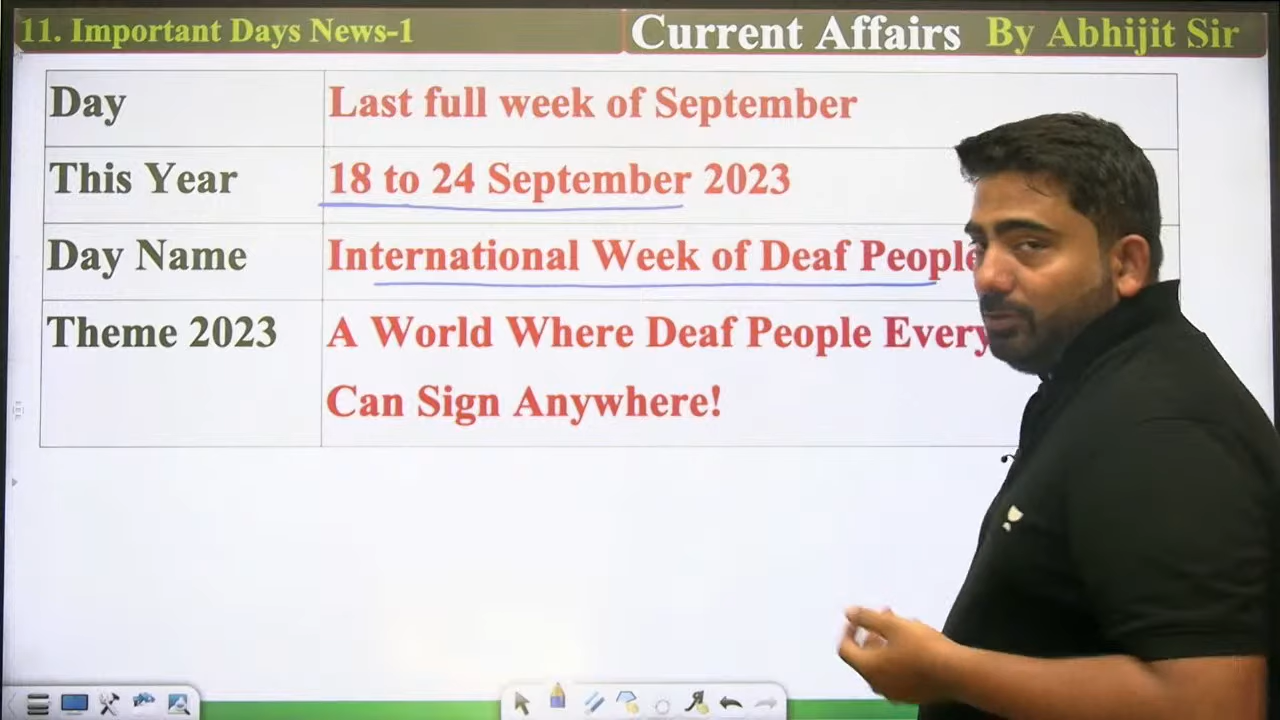 11. Important Days News-1
Current Affairs By Abhijit Sir
Day Last full week of September
This Year 18 to 24 September 2023
Day Name International Week of Deaf People
Theme 2023 A World Where Deaf People Every
Can Sign Anywhere!